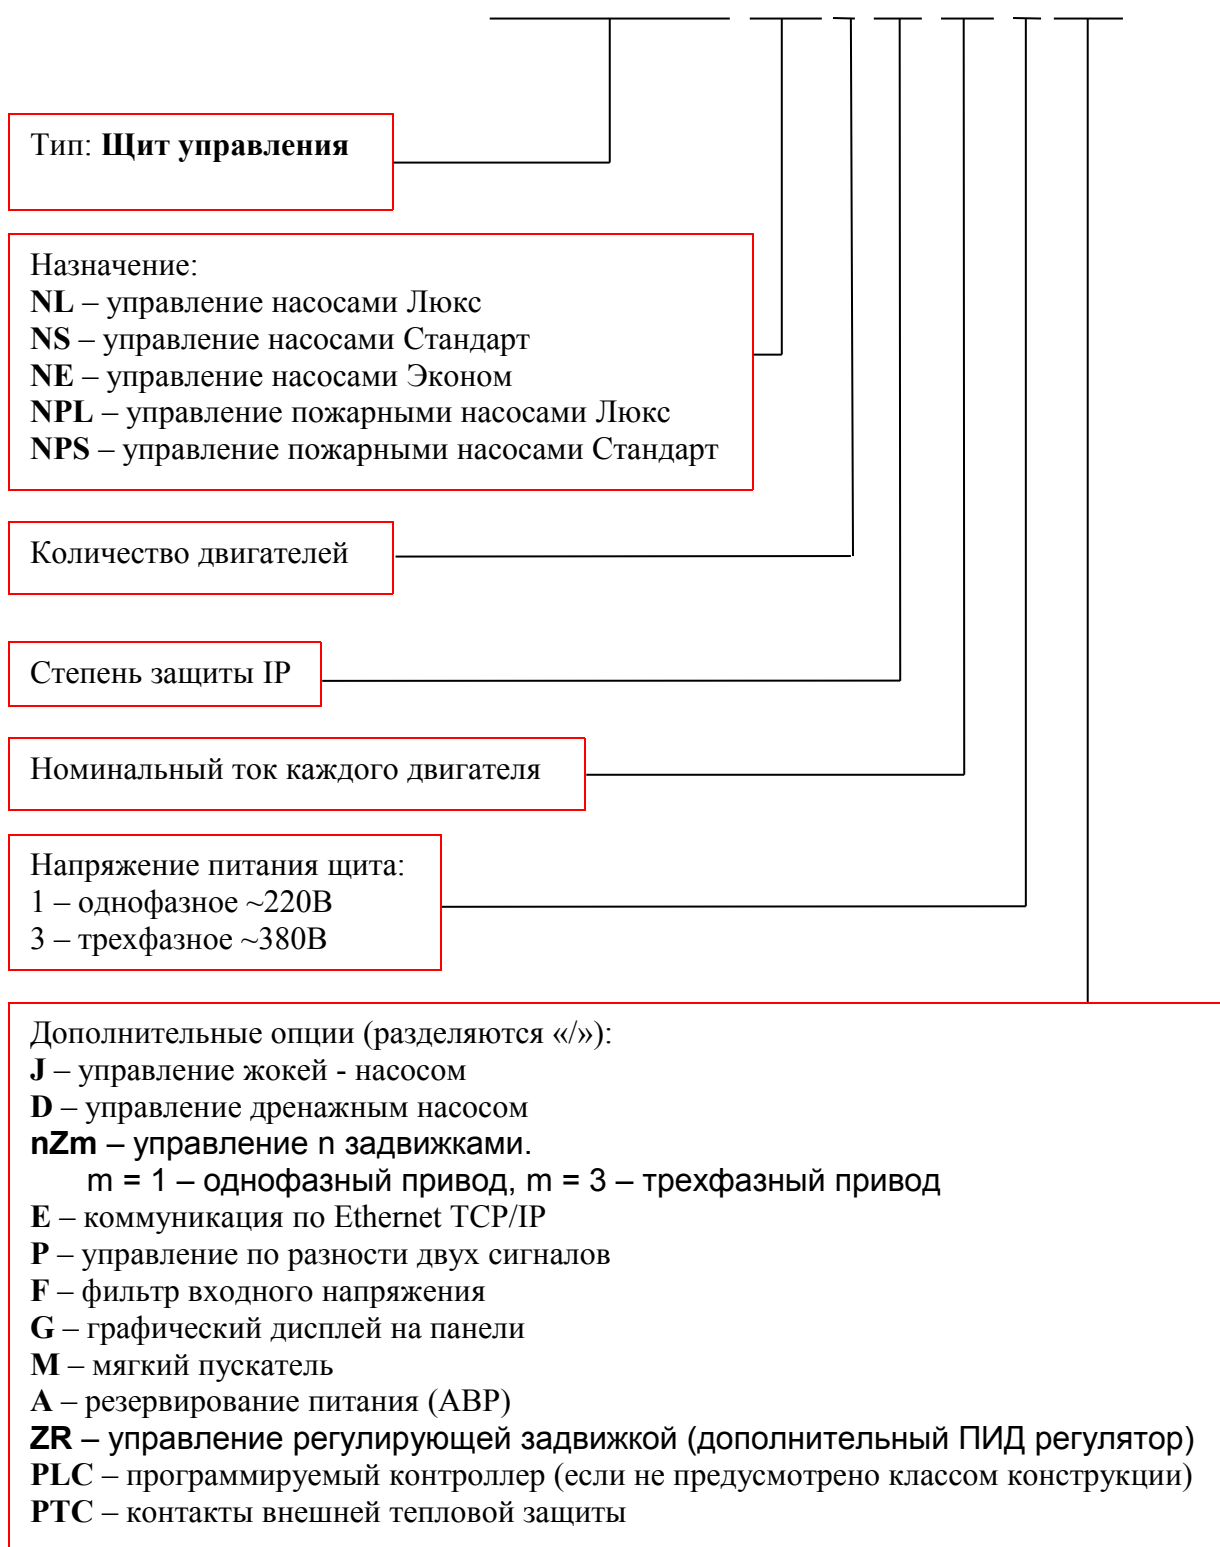 Тип: Щит управления
Назначение:
NL – управление насосами Люкс
NS – управление насосами Стандарт
NE – управление насосами Эконом
NPL – управление пожарными насосами Люкс
NPS – управление пожарными насосами Стандарт
Количество двигателей
Степень защиты IP
Номинальный ток каждого двигателя
Напряжение питания щита:
1 – однофазное ~220В
3 – трехфазное ~380В
Дополнительные опции (разделяются «/»):
J – управление жокей - насосом
D – управление дренажным насосом
nZm – управление n задвижками.
m = 1 – однофазный привод, m = 3 – трехфазный привод
E – коммуникация по Ethernet TCP/IP
P – управление по разности двух сигналов
F – фильтр входного напряжения
G – графический дисплей на панели
M – мягкий пускатель
A – резервирование питания (АВР)
ZR – управление регулирующей задвижкой (дополнительный ПИД регулятор)
PLC – программируемый контроллер (если не предусмотрено классом конструкции)
PTC – контакты внешней тепловой защиты